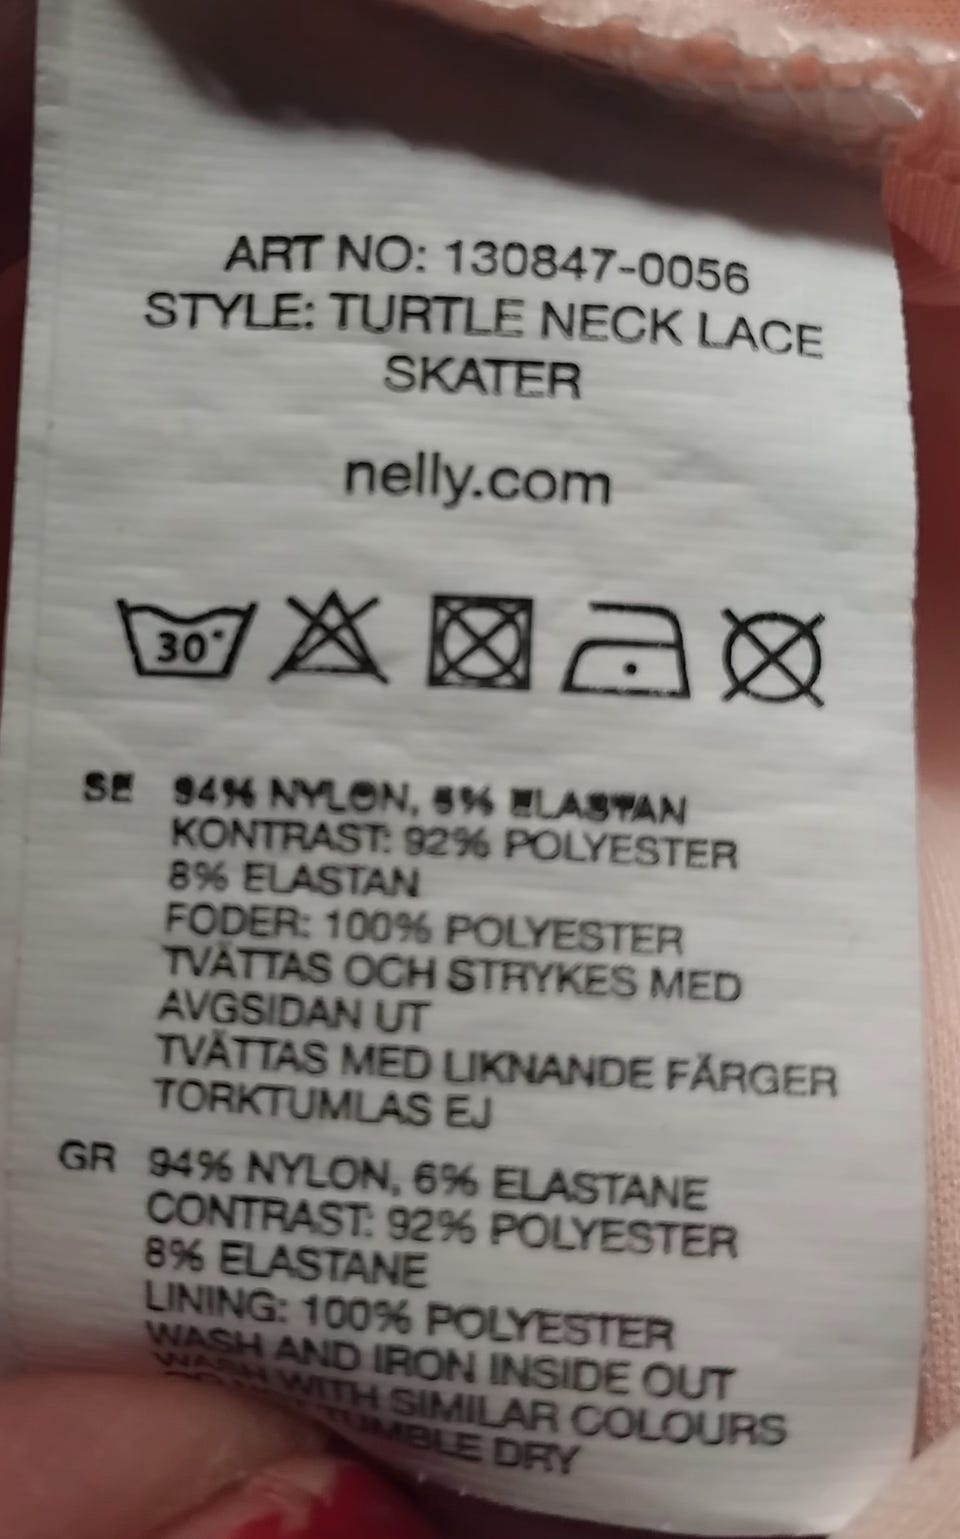 ART NO: 130847-0056
STYLE: TURTLE NECK LACE
SKATER
nelly.com
30°
SE 94% NYLON, 6% ELASTAN
KONTRAST: 92% POLYESTER
8% ELASTAN
FODER: 100% POLYESTER
TVÄTTAS OCH STRYKES MED
AVGSIDAN UT
TVÄTTAS MED LIKNANDE FÄRGER
TORKTUMLAS EJ
GR 94% NYLON, 6% ELASTANE
CONTRAST: 92% POLYESTER
8% ELASTANE
LINING: 100% POLYESTER
WASH AND IRON INSIDE OUT
WASH WITH SIMILAR COLOURS
TUMBLE DRY